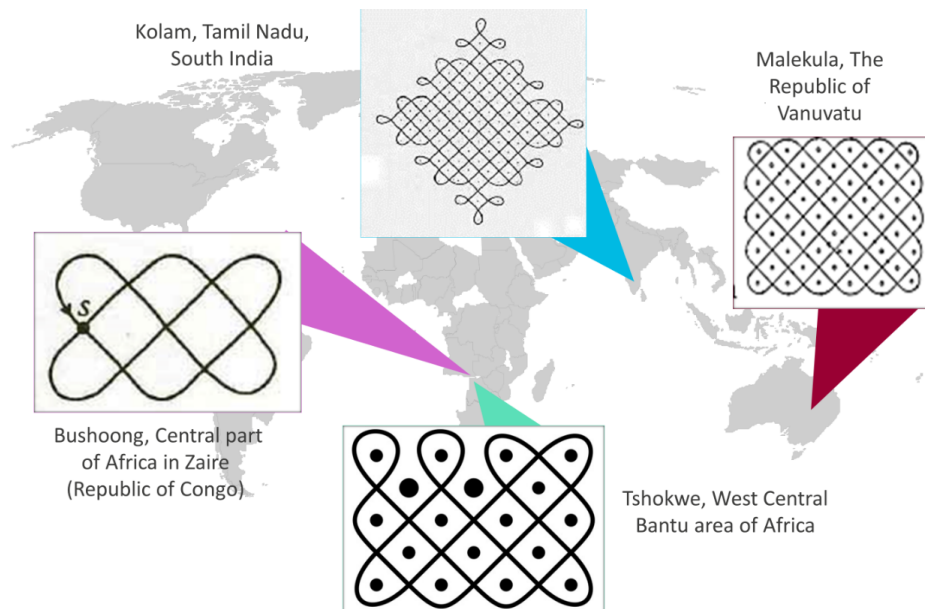 Kolam, Tamil Nadu,
South India
Malekula, The
Republic of
Vanuvatu
S
Bushoong, Central part
of Africa in Zaire
(Republic of Congo)
Tshokwe, West Central
Bantu area of Africa